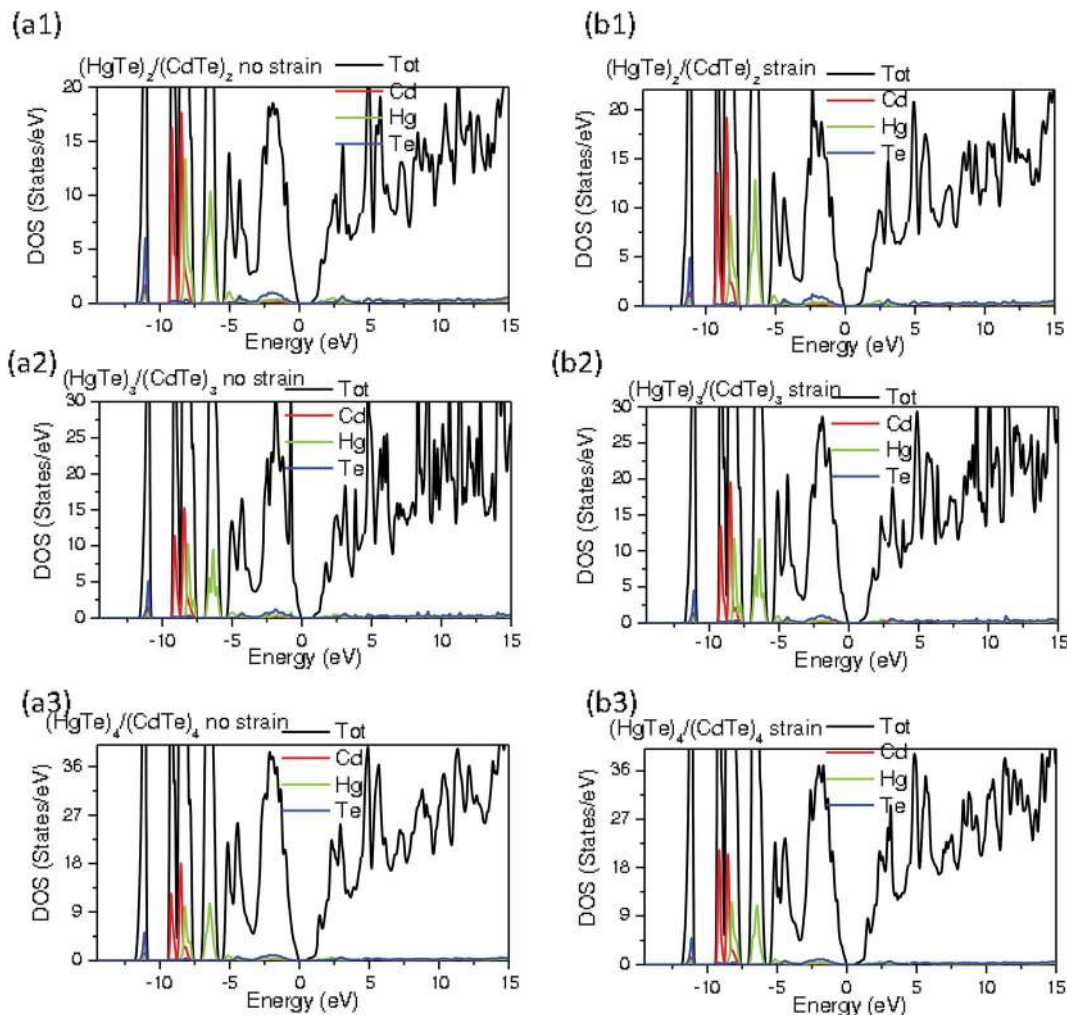 (a1)
(HgTe)₂/(CdTe)₂ no strain
Tot
Cd
Hg
Te
20
15
10
5
0
DOS (States/eV)
-10 -5 0 5 10 15
Energy (eV)
(b1)
(HgTe)₂/(CdTe)₂ strain
Tot
Cd
Hg
Te
20
15
10
5
0
DOS (States/eV)
-10 -5 0 5 10 15
Energy (eV)
(a2)
(HgTe)₃/(CdTe)₃ no strain
Tot
Cd
Hg
Te
30
25
20
15
10
5
0
DOS (States/eV)
-10 -5 0 5 10 15
Energy (eV)
(b2)
(HgTe)₃/(CdTe)₃ strain
Tot
Cd
Hg
Te
30
25
20
15
10
5
0
DOS (States/eV)
-10 -5 0 5 10 15
Energy (eV)
(a3)
(HgTe)₄/(CdTe)₄ no strain
Tot
Cd
Hg
Te
36
27
18
9
0
DOS (States/eV)
-10 -5 0 5 10 15
Energy (eV)
(b3)
(HgTe)₄/(CdTe)₄ strain
Tot
Cd
Hg
Te
36
27
18
9
0
DOS (States/eV)
-10 -5 0 5 10 15
Energy (eV)